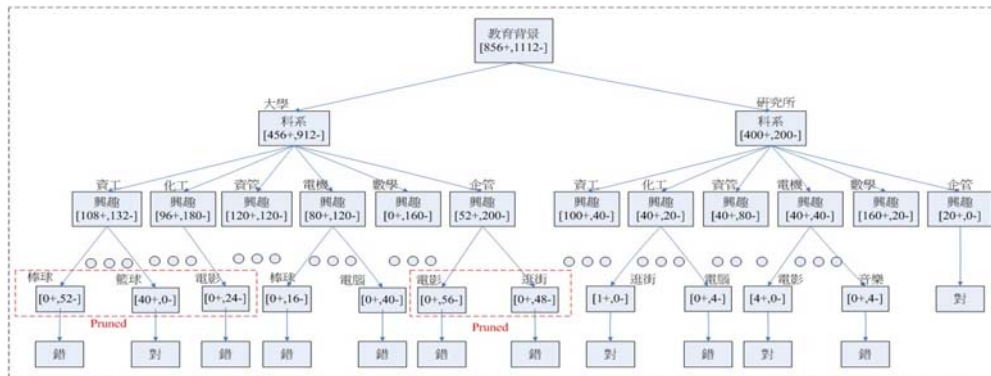 教育背景
[856+,1112-]
大學
研究所
科系
[456+,912-]
科系
[400+,200-]
資工
化工
資管
電機
數學
企管
資工
化工
資管
電機
數學
企管
興趣
[108+,132-]
興趣
[96+,180-]
興趣
[120+,120-]
興趣
[80+,120-]
興趣
[0+,160-]
興趣
[52+,200-]
興趣
[100+,40-]
興趣
[40+,20-]
興趣
[40+,80-]
興趣
[40+,40-]
興趣
[160+,20-]
興趣
[20+,0-]
棒球
籃球
電影
棒球
電腦
電影
逛街
逛街
電腦
電影
音樂
[0+,52-]
[40+,0-]
[0+,24-]
[0+,16-]
[0+,40-]
[0+,56-]
[0+,48-]
[1+,0-]
[0+,4-]
[4+,0-]
[0+,4-]
對
Pruned
Pruned
錯
對
錯
錯
錯
錯
錯
對
錯
對
錯